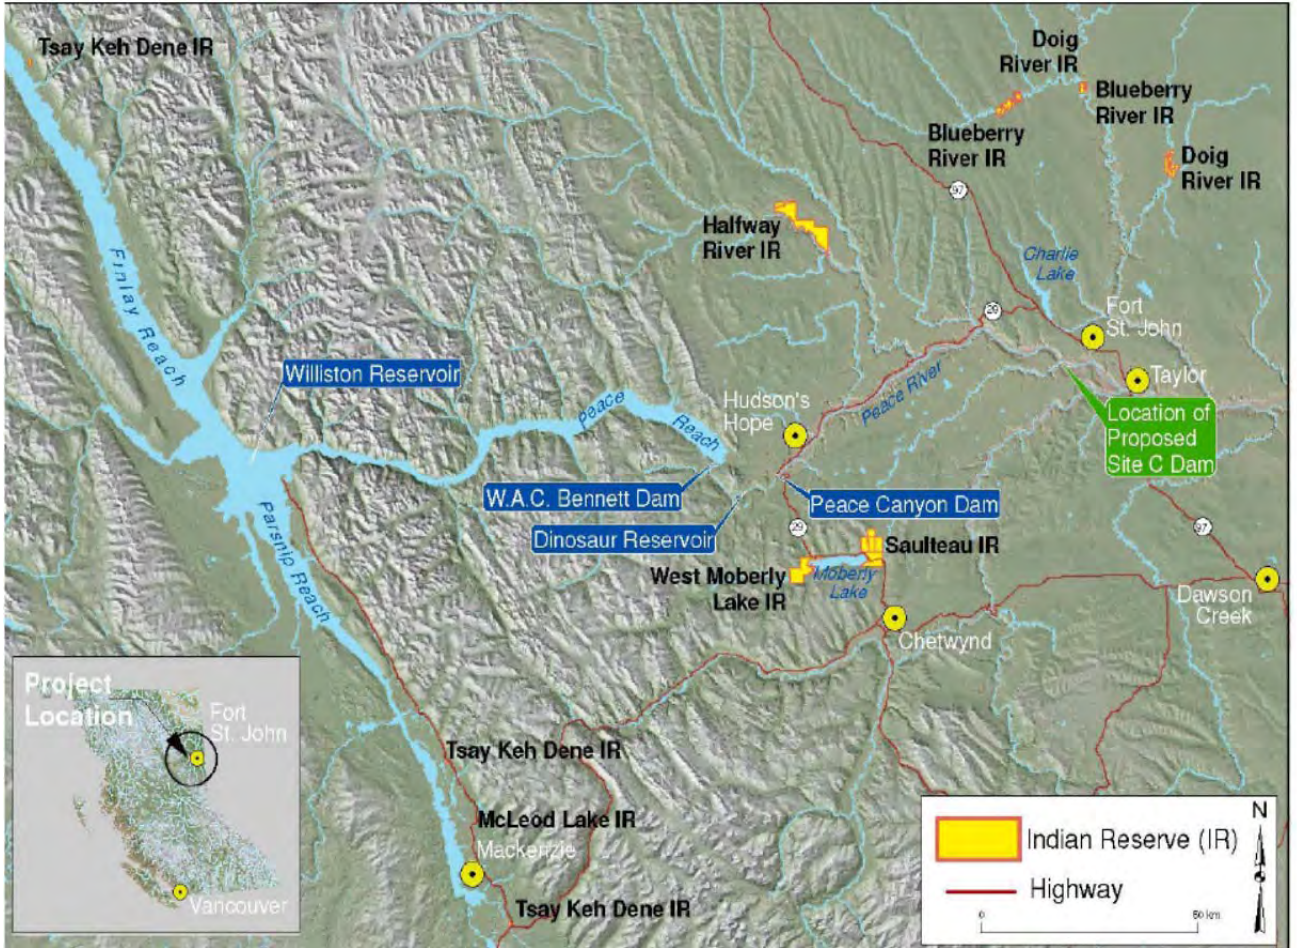 Tsay Keh Dene IR
Doig
River IR
Blueberry
River IR
Blueberry
River IR
Doig
River IR
Halfway
River IR
97
Charlie
Lake
Finlay Reach
29
Fort
St. John
Williston Reservoir
Peace River
Taylor
Peace
Reach
Hudson's
Hope
Location of
Proposed
Site C Dam
W.A.C. Bennett Dam
Peace Canyon Dam
Dinosaur Reservoir
29
97
Parsnip Reach
Saulteau IR
West Moberly
Lake IR
Moberly
Lake
Dawson
Creek
Chetwynd
Project
Location
Fort
St. John
Vancouver
Tsay Keh Dene IR
McLeod Lake IR
Mackenzie
Tsay Keh Dene IR
N
Indian Reserve (IR)
Highway
0
50 km